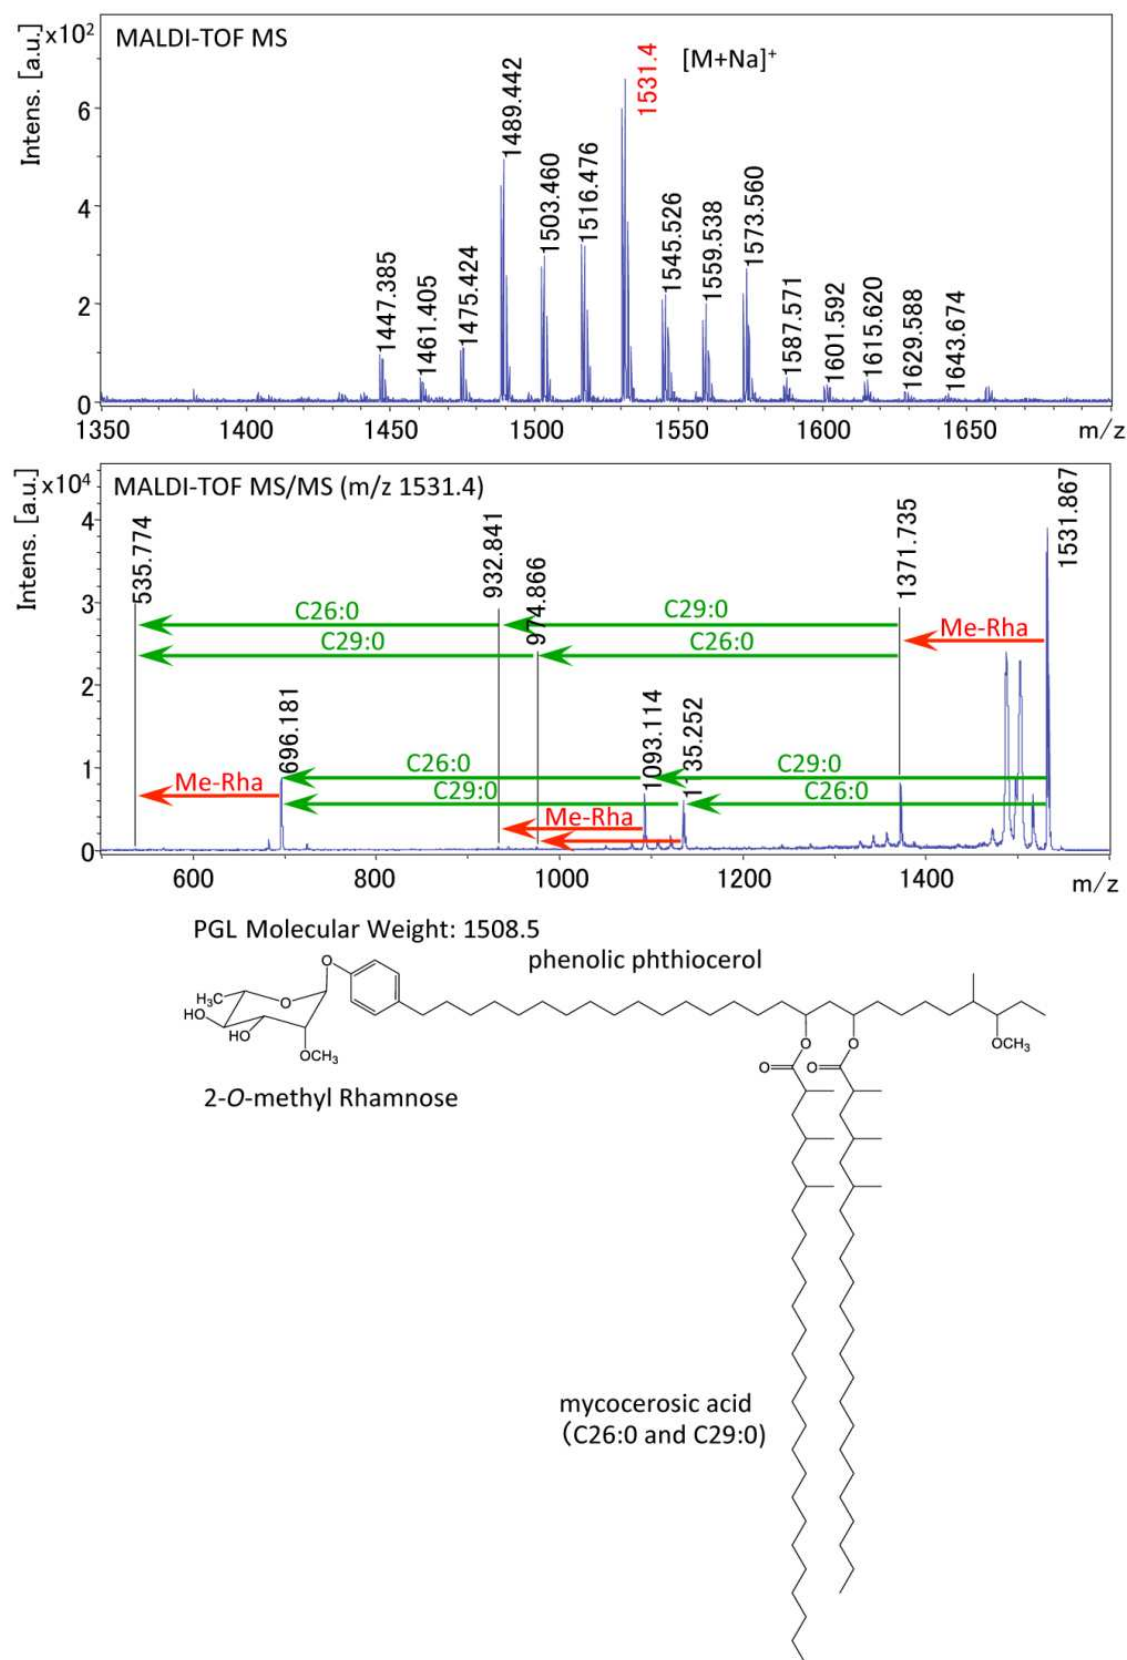 Intens. [a.u.]
x10²
MALDI-TOF MS
[M+Na]⁺
6
4
2
0
1447.385
1461.405
1475.424
1489.442
1503.460
1516.476
1531.4
1545.526
1559.538
1573.560
1587.571
1601.592
1615.620
1629.588
1643.674
1350 1400 1450 1500 1550 1600 1650 m/z
Intens. [a.u.]
x10⁴
MALDI-TOF MS/MS (m/z 1531.4)
4
3
2
1
0
535.774
932.841
974.866
1371.735
1531.867
C26:0
C29:0
C29:0
C26:0
Me-Rha
696.181
1093.114
1135.252
Me-Rha
C26:0
C29:0
C29:0
C26:0
Me-Rha
600 800 1000 1200 1400 m/z
PGL Molecular Weight: 1508.5
phenolic phthiocerol
O
H₃C
O
HO
HO
OCH₃
O
O
O
O
OCH₃
2-O-methyl Rhamnose
mycocerosic acid
(C26:0 and C29:0)